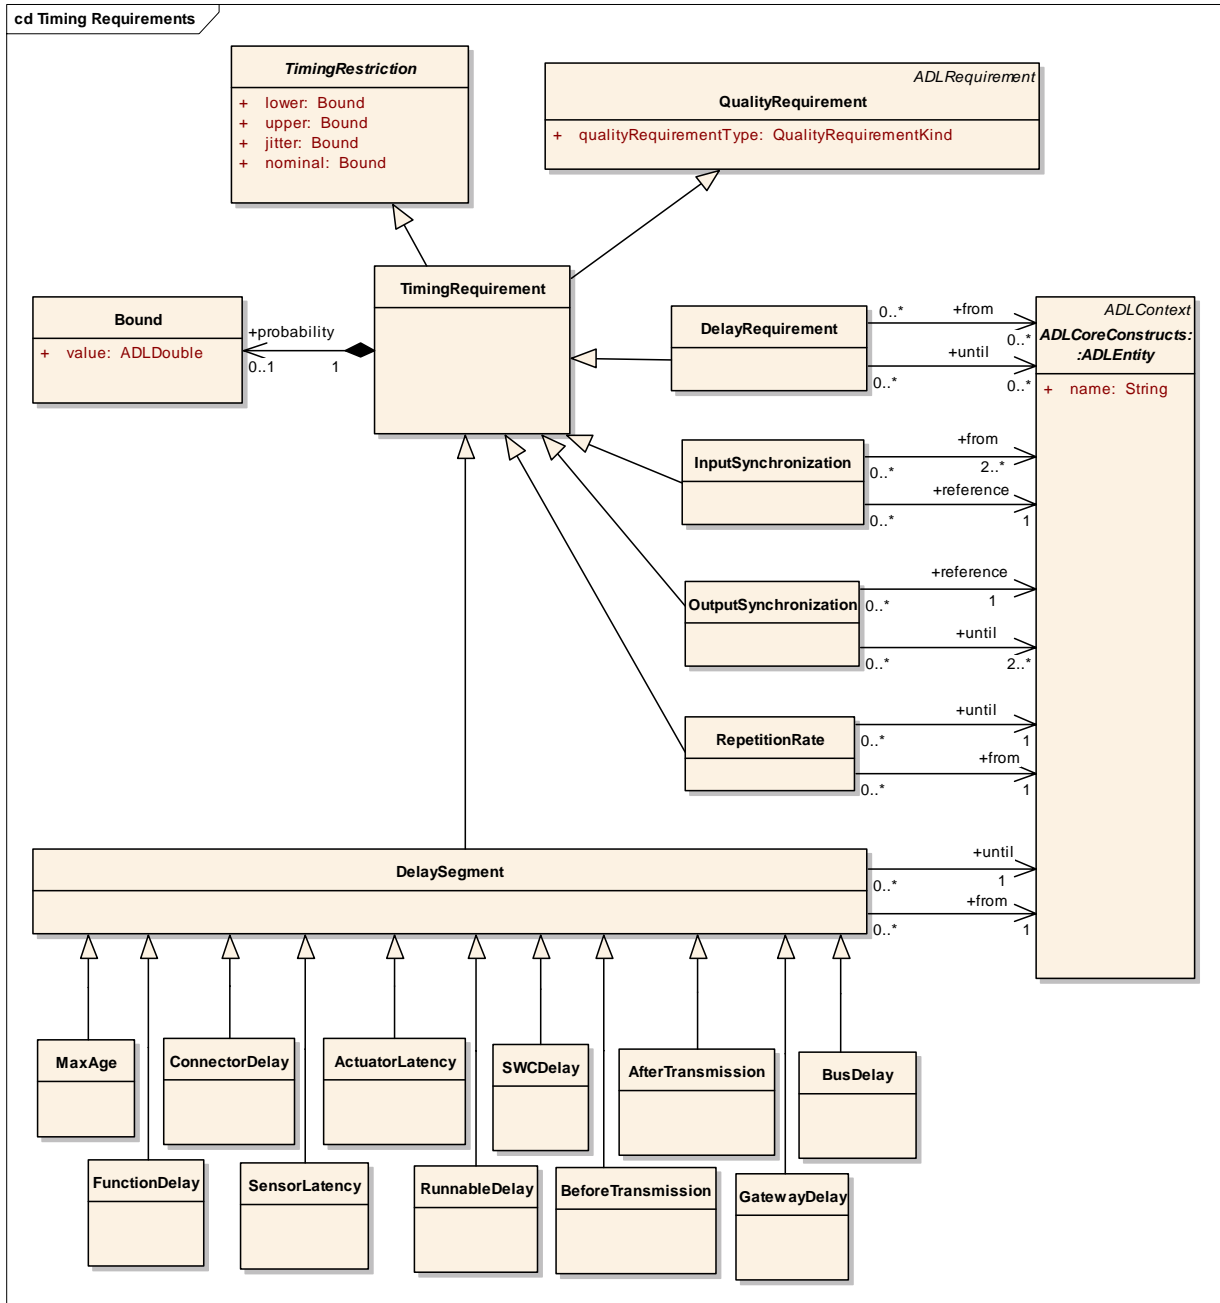 cd Timing Requirements
TimingRestriction
+ lower: Bound
+ upper: Bound
+ jitter: Bound
+ nominal: Bound
ADLRequirement
QualityRequirement
+ qualityRequirementType: QualityRequirementKind
TimingRequirement
Bound
+ value: ADLDouble
+probability
0..1
1
DelayRequirement
0..*
+from
0..*
+until
0..*
0..*
ADLContext
ADLCoreConstructs:
:ADLEntity
+ name: String
InputSynchronization
+from
0..*
2..*
+reference
0..*
1
OutputSynchronization
+reference
0..*
1
+until
0..*
2..*
RepetitionRate
+until
0..*
1
+from
0..*
1
DelaySegment
+until
0..*
1
+from
0..*
1
MaxAge
ConnectorDelay
ActuatorLatency
SWCDelay
AfterTransmission
BusDelay
FunctionDelay
SensorLatency
RunnableDelay
BeforeTransmission
GatewayDelay